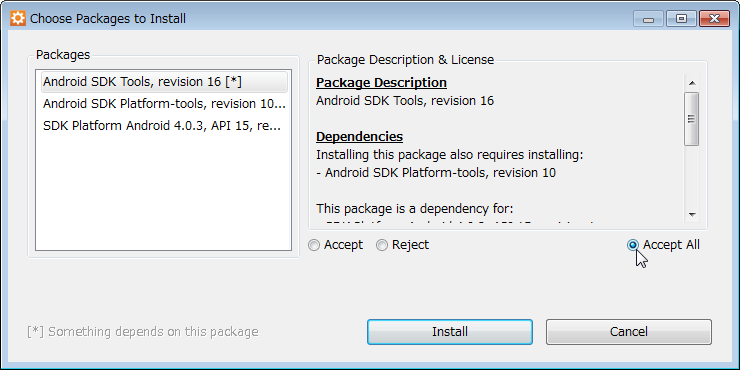 Choose Packages to Install
Packages
Android SDK Tools, revision 16 [*]
Android SDK Platform-tools, revision 10...
SDK Platform Android 4.0.3, API 15, re...
Package Description & License
Package Description
Android SDK Tools, revision 16
Dependencies
Installing this package also requires installing:
- Android SDK Platform-tools, revision 10
This package is a dependency for:
Accept
Reject
Accept All
[*] Something depends on this package
Install
Cancel